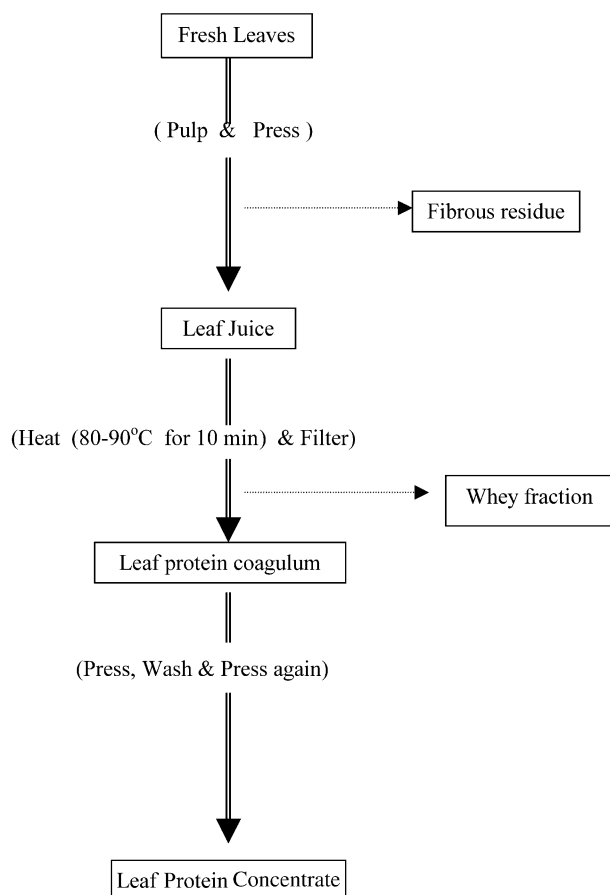 Fresh Leaves
( Pulp & Press )
Fibrous residue
Leaf Juice
(Heat (80-90°C for 10 min) & Filter)
Whey fraction
Leaf protein coagulum
(Press, Wash & Press again)
Leaf Protein Concentrate